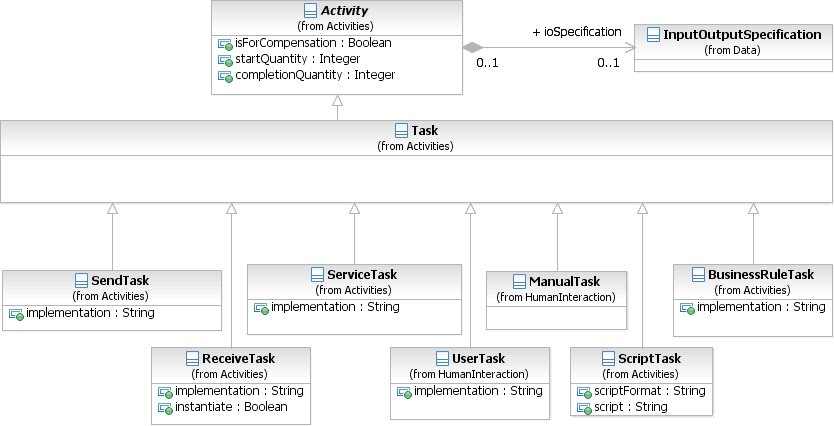 Activity
(from Activities)
isForCompensation : Boolean
startQuantity : Integer
completionQuantity : Integer
+ ioSpecification
0..1
0..1
InputOutputSpecification
(from Data)
Task
(from Activities)
SendTask
(from Activities)
implementation : String
ServiceTask
(from Activities)
implementation : String
ManualTask
(from HumanInteraction)
BusinessRuleTask
(from Activities)
implementation : String
ReceiveTask
(from Activities)
implementation : String
instantiate : Boolean
UserTask
(from HumanInteraction)
implementation : String
ScriptTask
(from Activities)
scriptFormat : String
script : String